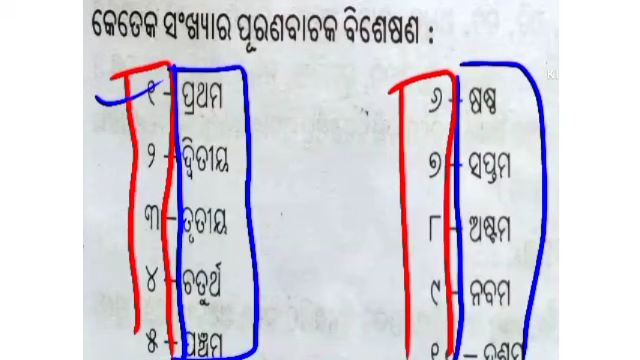 କେତେକ ସଂଖ୍ୟାର ପୂରଣବାଚକ ବିଶେଷଣ :
୧ – ପ୍ରଥମ
୨ – ଦ୍ୱିତୀୟ
୩ – ତୃତୀୟ
୪ – ଚତୁର୍ଥ
୫ – ପଞ୍ଚମ
୬ – ଷଷ୍ଠ
୭ – ସପ୍ତମ
୮ – ଅଷ୍ଟମ
୯ – ନବମ